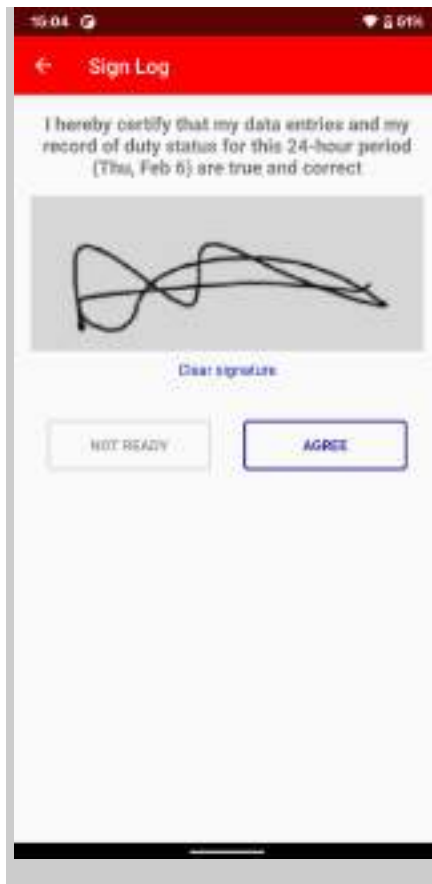 15:04 61%
Sign Log
I hereby certify that my data entries and my
record of duty status for this 24-hour period
(Thu, Feb 6) are true and correct
Clear signature
NOT READY AGREE